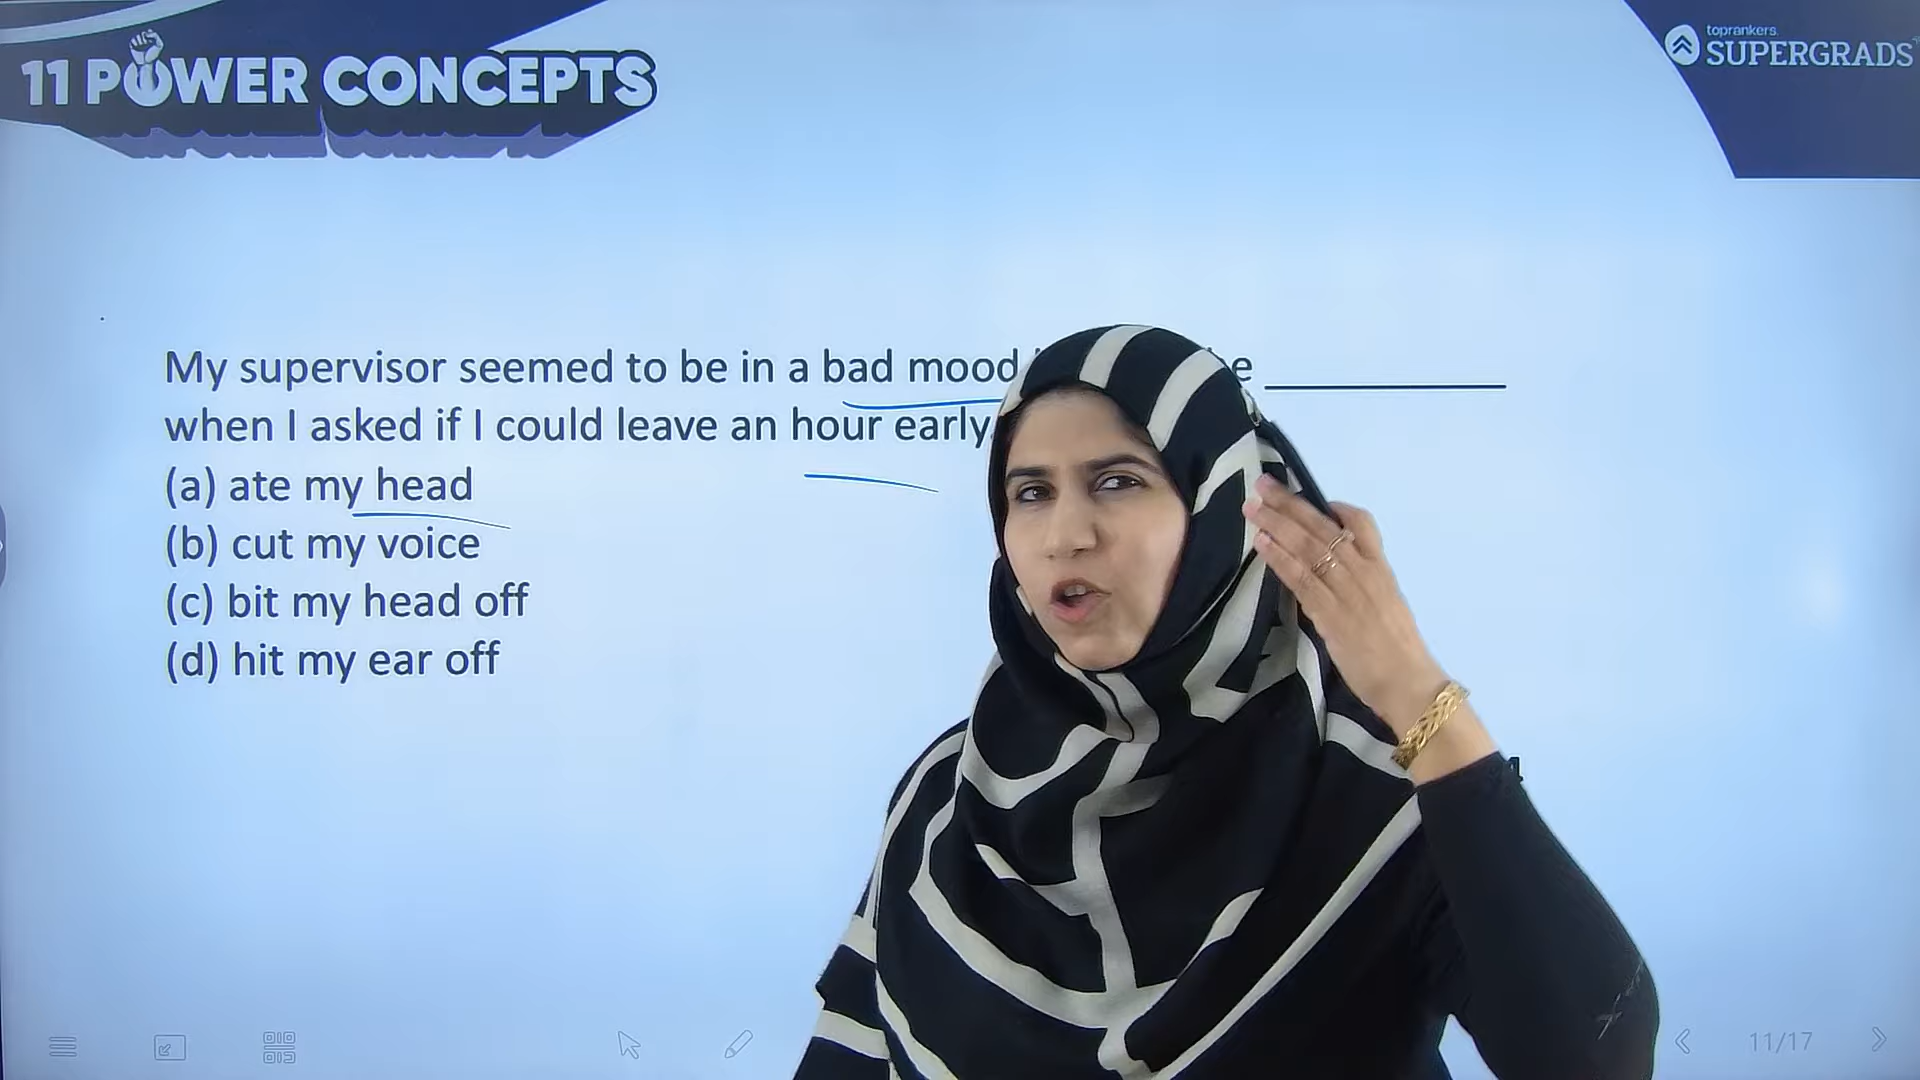 11 POWER CONCEPTS
toprankers
SUPERGRADS
My supervisor seemed to be in a bad mood
when I asked if I could leave an hour early
(a) ate my head
(b) cut my voice
(c) bit my head off
(d) hit my ear off
11/17